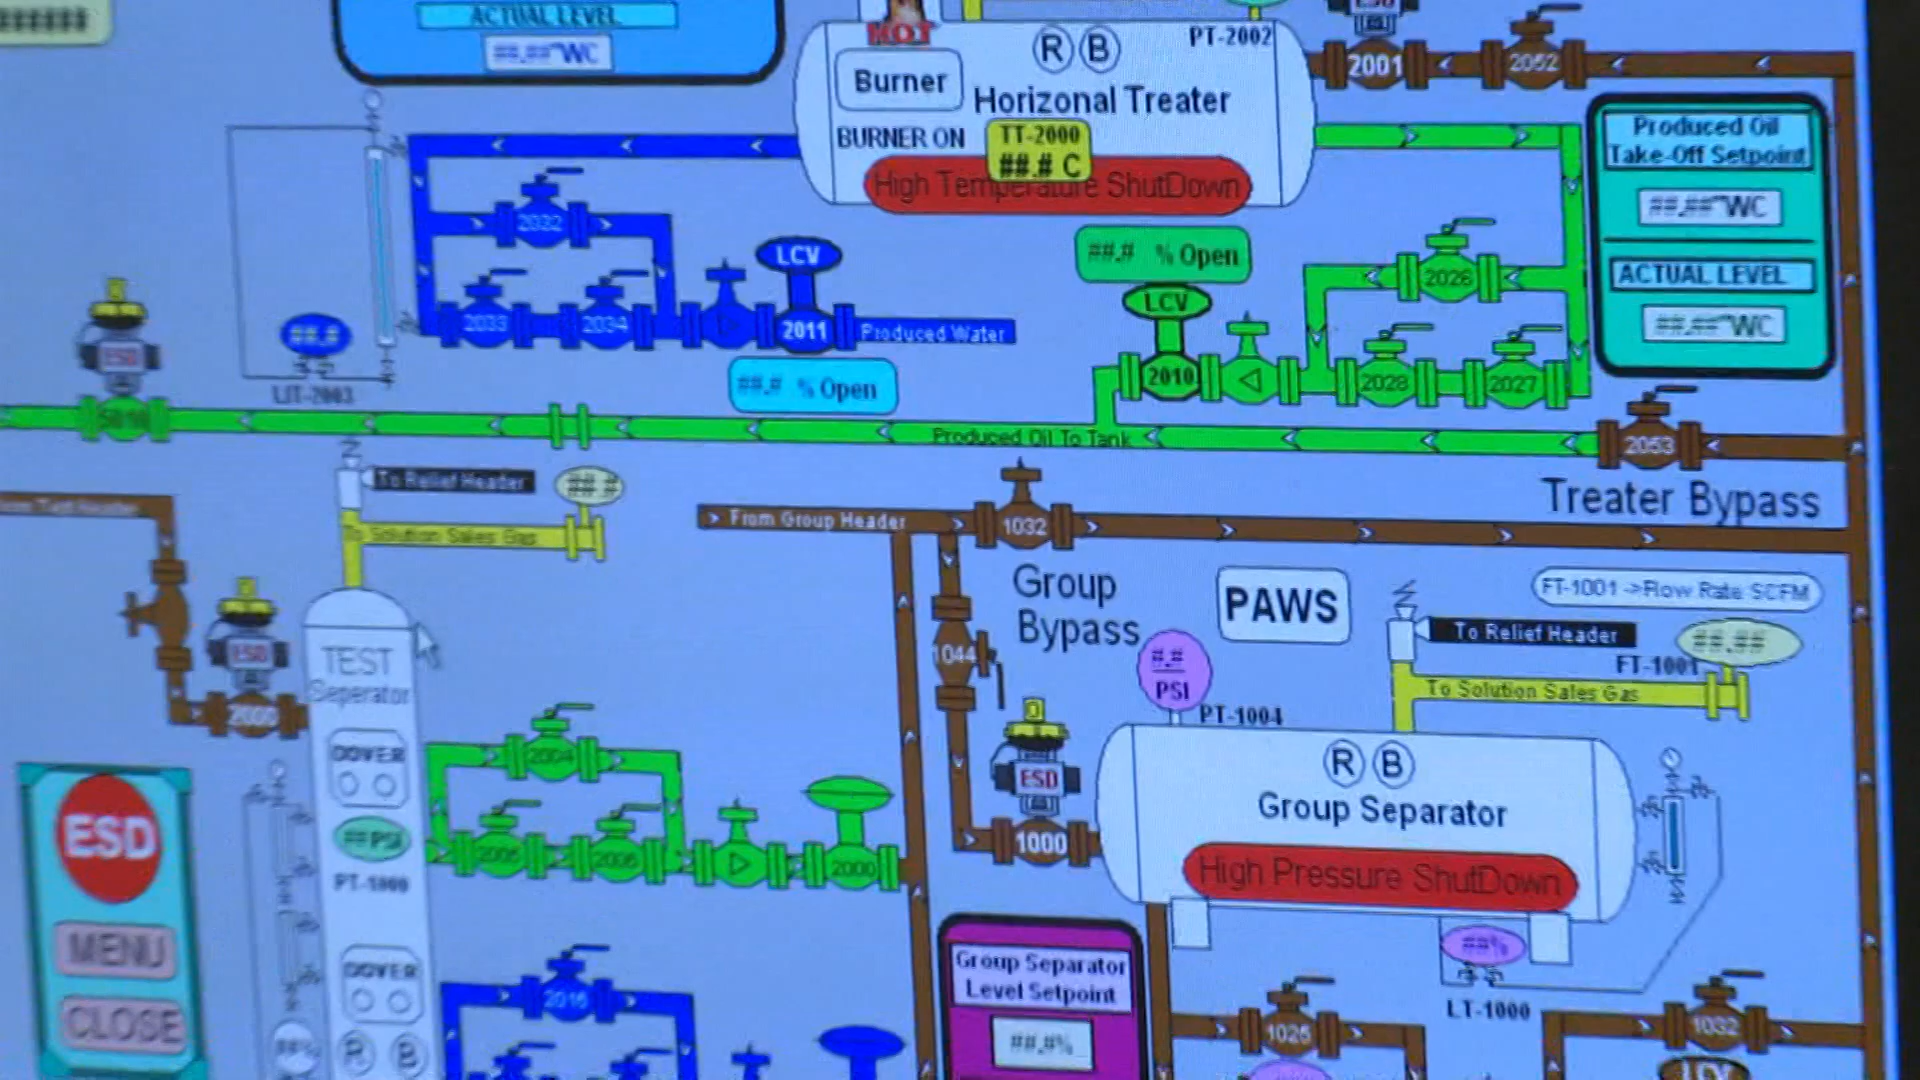 ######
ACTUAL LEVEL
##.##"WC
HOT
Burner
R B
PT-2002
Horizonal Treater
BURNER ON
TT-2000
##.# C
High Temperature ShutDown
ESD
2001
2052
Produced Oil
Take-Off Setpoint
##.##"WC
ACTUAL LEVEL
##.##"WC
2032
2033
2034
LCV
2011
Produced Water
##.# % Open
##.#
LIT-2003
##.# % Open
LCV
2010
2026
2028
2027
ESD
Produced Oil To Tank
2053
Treater Bypass
To Relief Header
##.#
To Solution Sales Gas
From Group Header
1032
Group
Bypass
1044
PAWS
FT-1001 ->Flow Rate SCFM
To Relief Header
##.##
FT-1001
To Solution Sales Gas
#.#
PSI
PT-1004
ESD
TEST
Seperator
ESD
1000
R B
Group Separator
High Pressure ShutDown
DOVER
##PSI
PT-1000
2004
2005
2006
2000
ESD
MENU
CLOSE
DOVER
R B
##%
2016
Group Separator
Level Setpoint
##.#%
##%
LT-1000
1025
1032
LCV